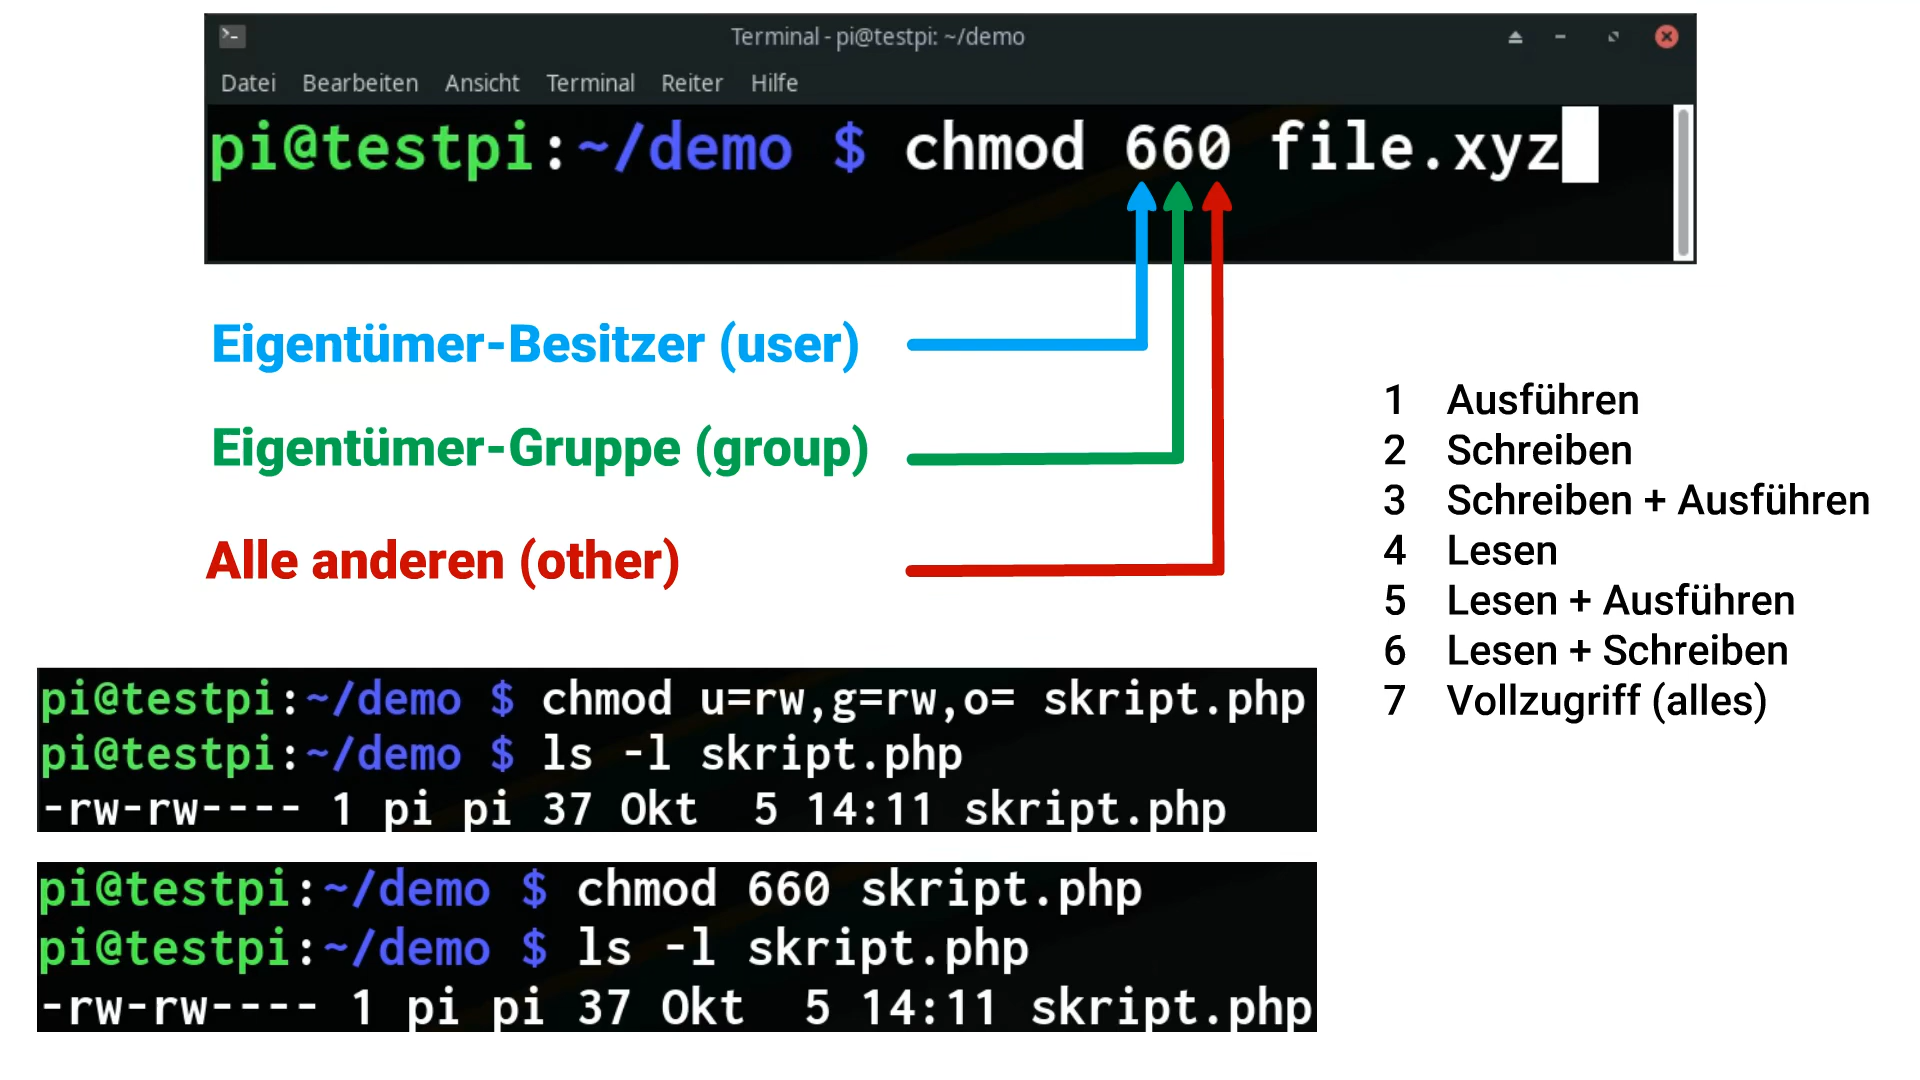 Terminal - pi@testpi: ~/demo
Datei Bearbeiten Ansicht Terminal Reiter Hilfe
pi@testpi:~/demo $ chmod 660 file.xyz
Eigentümer-Besitzer (user)
Eigentümer-Gruppe (group)
Alle anderen (other)
1 Ausführen
2 Schreiben
3 Schreiben + Ausführen
4 Lesen
5 Lesen + Ausführen
6 Lesen + Schreiben
7 Vollzugriff (alles)
pi@testpi:~/demo $ chmod u=rw,g=rw,o= skript.php
pi@testpi:~/demo $ ls -l skript.php
-rw-rw---- 1 pi pi 37 Okt  5 14:11 skript.php
pi@testpi:~/demo $ chmod 660 skript.php
pi@testpi:~/demo $ ls -l skript.php
-rw-rw---- 1 pi pi 37 Okt  5 14:11 skript.php